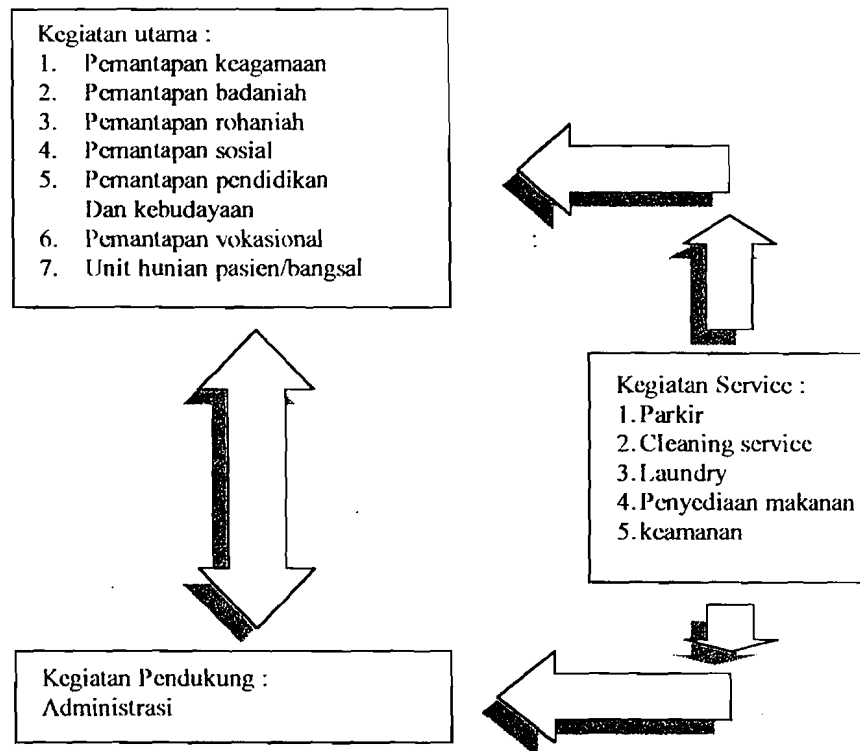 Kegiatan utama :
1. Pemantapan keagamaan
2. Pemantapan badaniah
3. Pemantapan rohaniah
4. Pemantapan sosial
5. Pemantapan pendidikan
Dan kebudayaan
6. Pemantapan vokasional
7. Unit hunian pasien/bangsal
Kegiatan Service :
1. Parkir
2. Cleaning service
3. Laundry
4. Penyediaan makanan
5. keamanan
Kegiatan Pendukung :
Administrasi